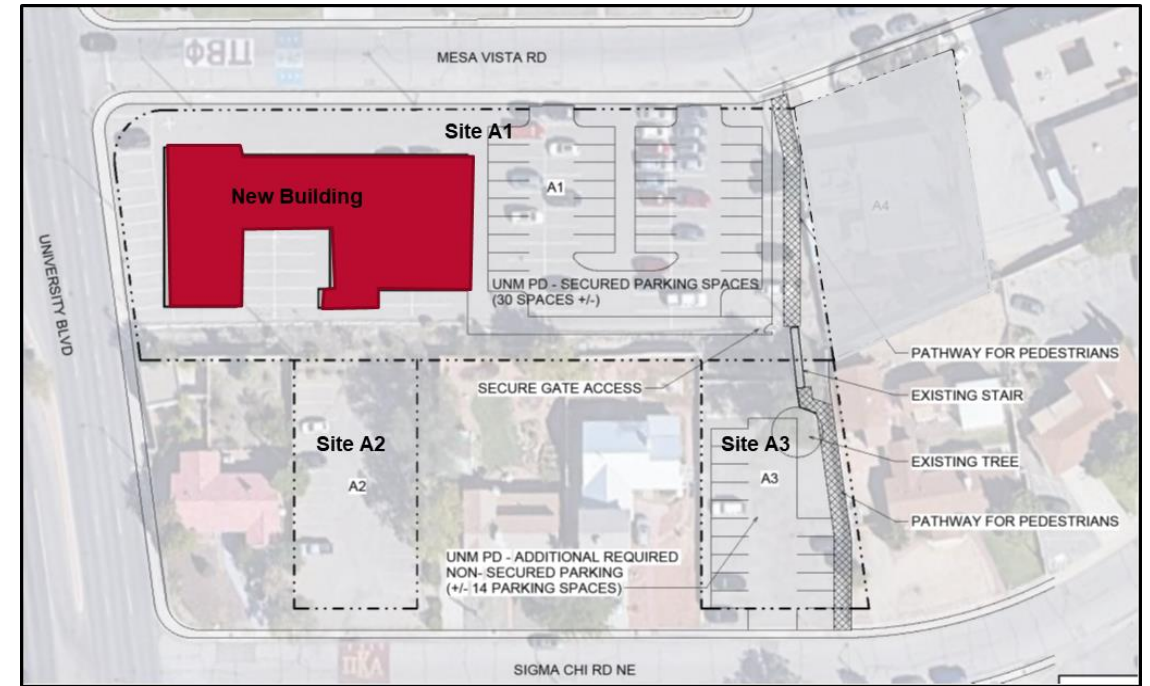 ΠΒΦ
MESA VISTA RD
Site A1
New Building
A1
A4
UNM PD - SECURED PARKING SPACES
(30 SPACES +/-)
UNIVERSITY BLVD
PATHWAY FOR PEDESTRIANS
SECURE GATE ACCESS
EXISTING STAIR
Site A2
Site A3
EXISTING TREE
A2
A3
PATHWAY FOR PEDESTRIANS
UNM PD - ADDITIONAL REQUIRED
NON- SECURED PARKING
(+/- 14 PARKING SPACES)
ΠΚΑ
SIGMA CHI RD NE